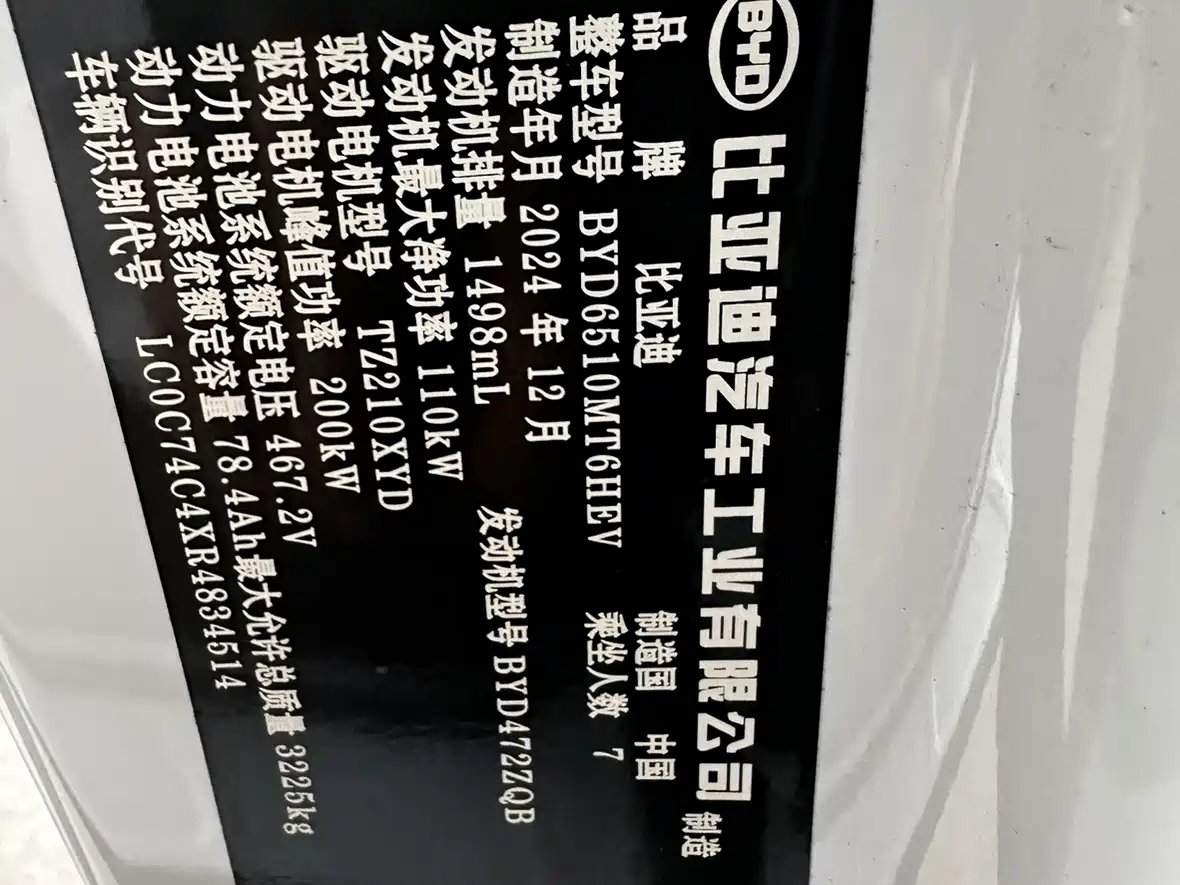 BYD 比亚迪汽车工业有限公司 制造
品牌 比亚迪 制造国 中国
整车型号 BYD6510MT6HEV 乘坐人数 7
制造年月 2024 年 12 月
发动机排量 1498mL 发动机型号 BYD472ZQB
发动机最大净功率 110kW
驱动电机型号 TZ210XYD
驱动电机峰值功率 200kW
动力电池系统额定电压 467.2V
动力电池系统额定容量 78.4Ah 最大允许总质量 3225kg
车辆识别代号 LC0C74C4XR4834514